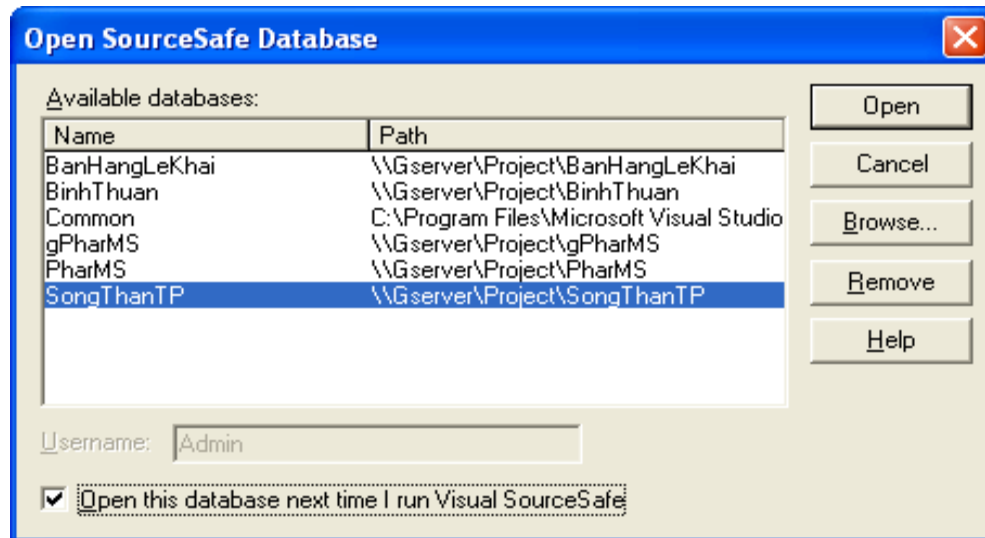 Open SourceSafe Database
Available databases:
Name Path
BanHangLeKhai \\Gserver\Project\BanHangLeKhai
BinhThuan \\Gserver\Project\BinhThuan
Common C:\Program Files\Microsoft Visual Studio
gPharMS \\Gserver\Project\gPharMS
PharMS \\Gserver\Project\PharMS
SongThanTP \\Gserver\Project\SongThanTP
Open
Cancel
Browse...
Remove
Help
Username: Admin
Open this database next time I run Visual SourceSafe